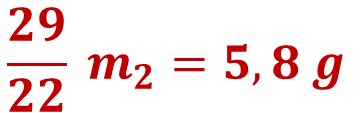 29/22 m₂ = 5,8 g